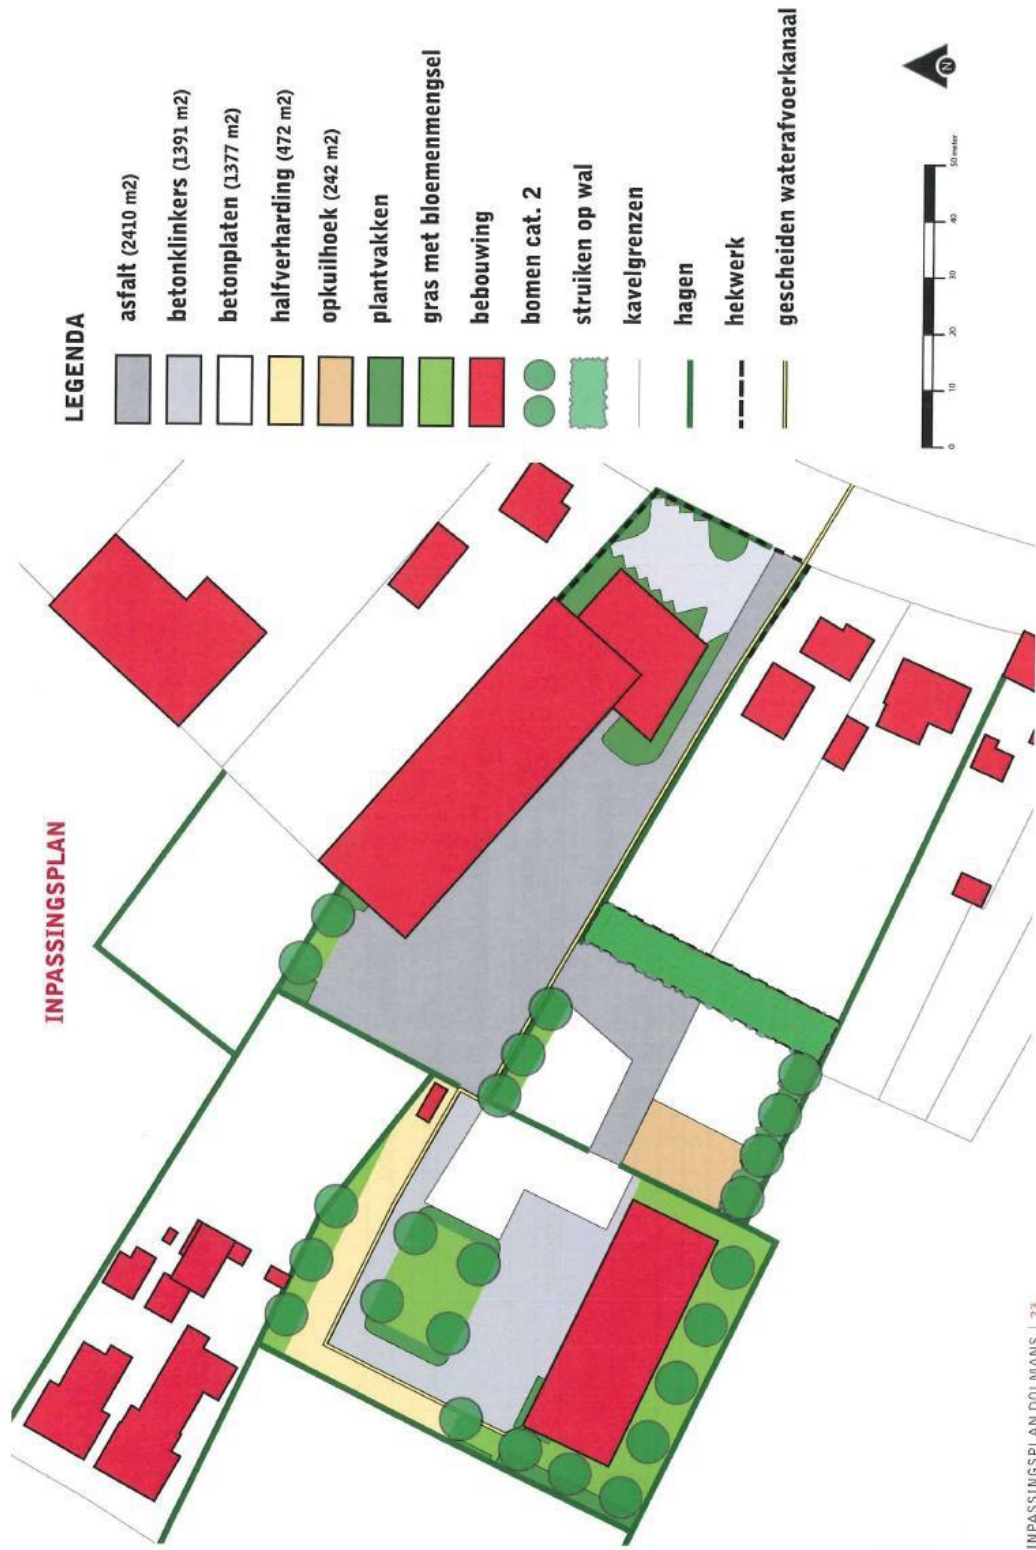 INPASSINGSPLAN
LEGENDA
asfalt (2410 m2)
betonklinkers (1391 m2)
betonplaten (1377 m2)
halfverharding (472 m2)
opkuilhoek (242 m2)
plantvakken
gras met bloemenmengsel
bebouwing
bomen cat. 2
struiken op wal
kavelgrenzen
hagen
hekwerk
gescheiden waterafvoerkanaal
0 10 20 30 40 50 meter
N
INPASSINGSPLAN DOLMANS | 23